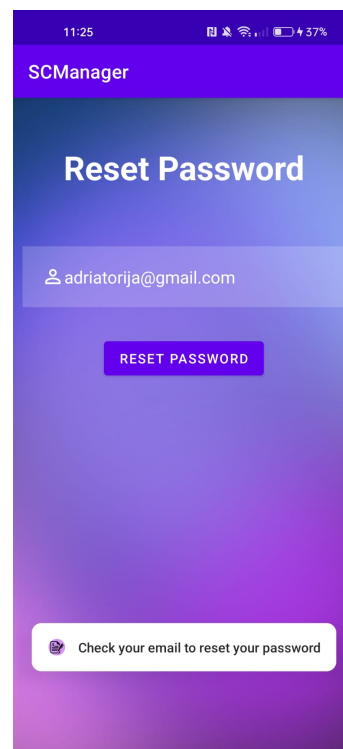 11:25
37%
SCManager
Reset Password
adriatorija@gmail.com
RESET PASSWORD
Check your email to reset your password